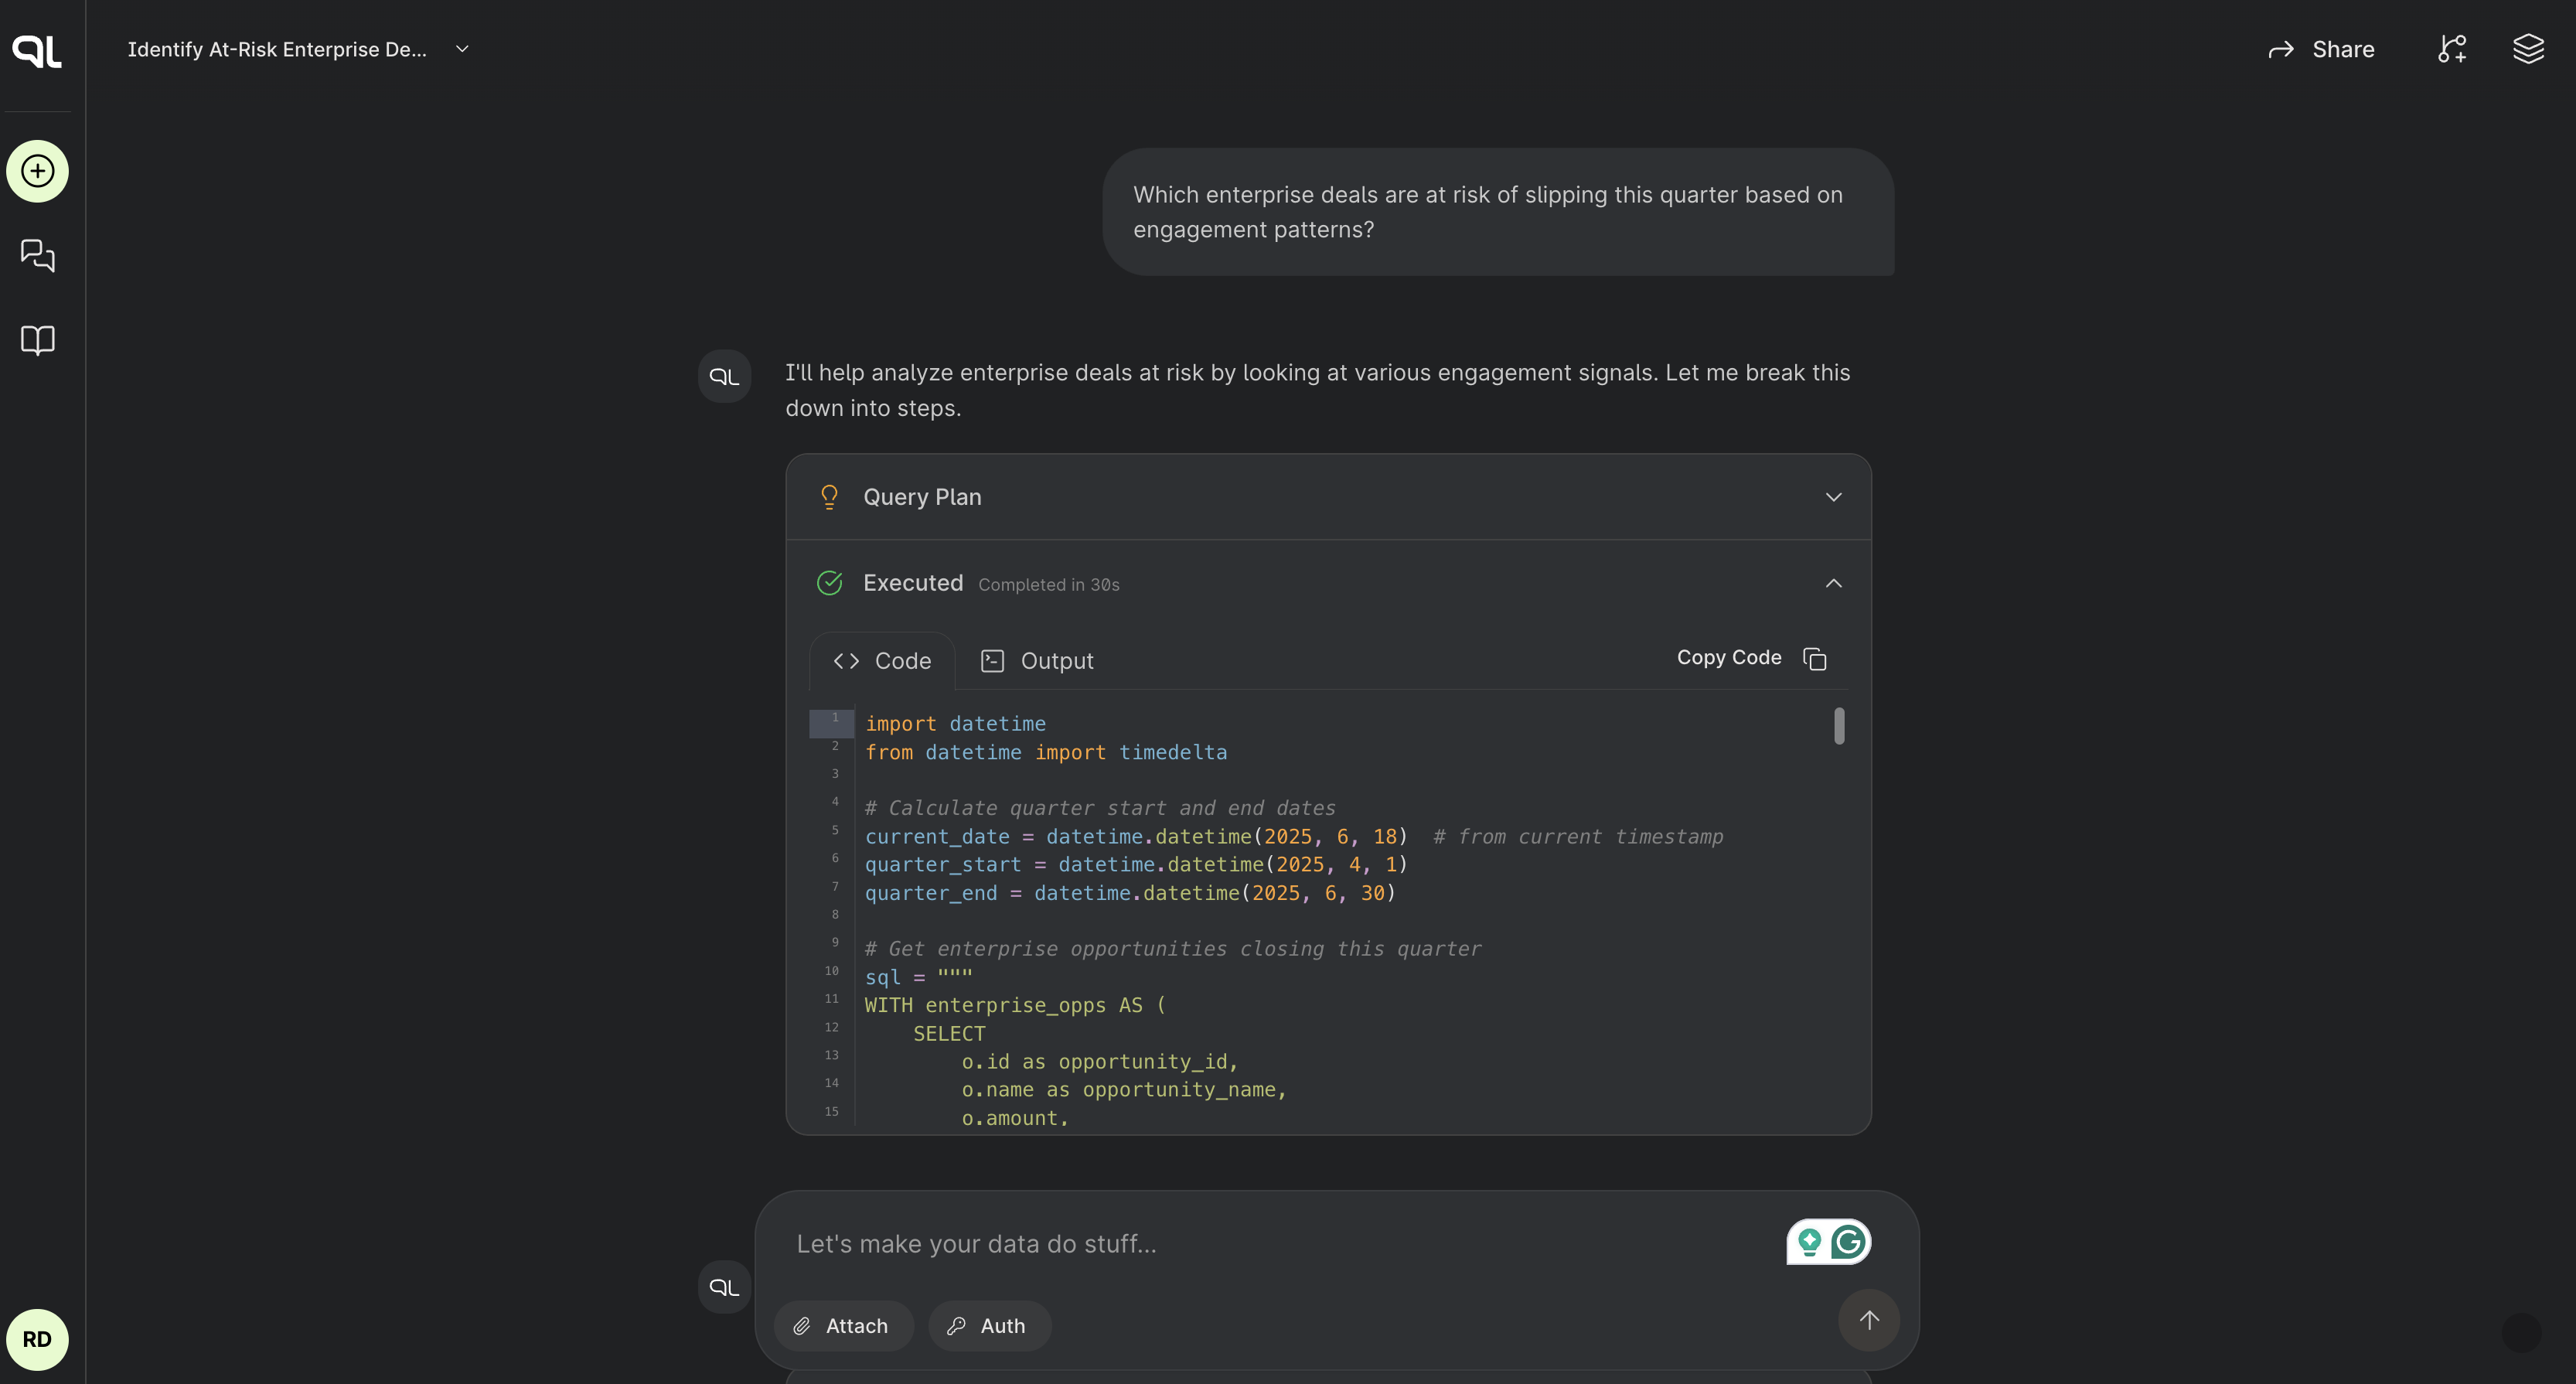 QL
Identify At-Risk Enterprise De...
Share
Which enterprise deals are at risk of slipping this quarter based on
engagement patterns?
QL
I'll help analyze enterprise deals at risk by looking at various engagement signals. Let me break this
down into steps.
Query Plan
Executed Completed in 30s
<> Code
Output
Copy Code
1 import datetime
2 from datetime import timedelta
3
4 # Calculate quarter start and end dates
5 current_date = datetime.datetime(2025, 6, 18)  # from current timestamp
6 quarter_start = datetime.datetime(2025, 4, 1)
7 quarter_end = datetime.datetime(2025, 6, 30)
8
9 # Get enterprise opportunities closing this quarter
10 sql = """
11 WITH enterprise_opps AS (
12     SELECT
13         o.id as opportunity_id,
14         o.name as opportunity_name,
15         o.amount,
Let's make your data do stuff...
G
QL
Attach
Auth
RD